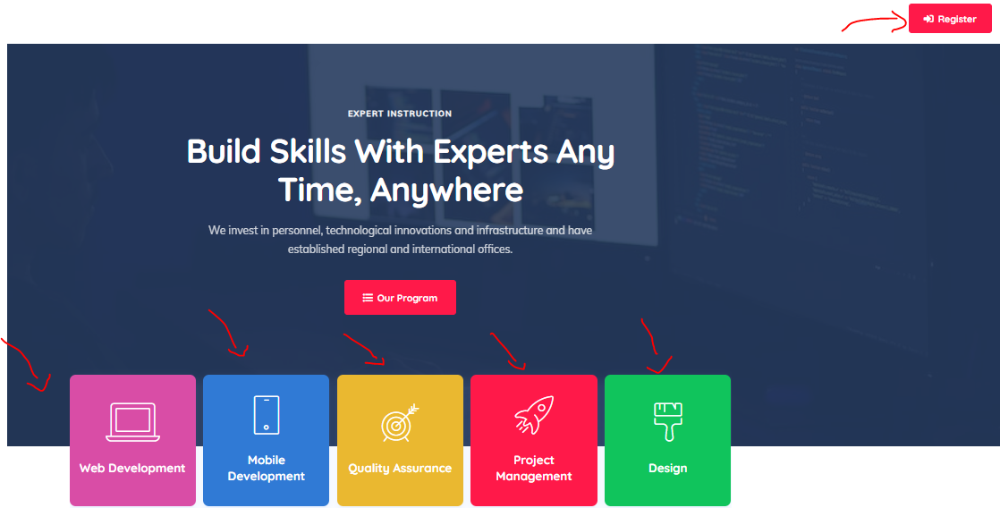 Register
EXPERT INSTRUCTION
Build Skills With Experts Any
Time, Anywhere
We invest in personnel, technological innovations and infrastructure and have
established regional and international offices.
Our Program
Web Development
Mobile
Development
Quality Assurance
Project
Management
Design